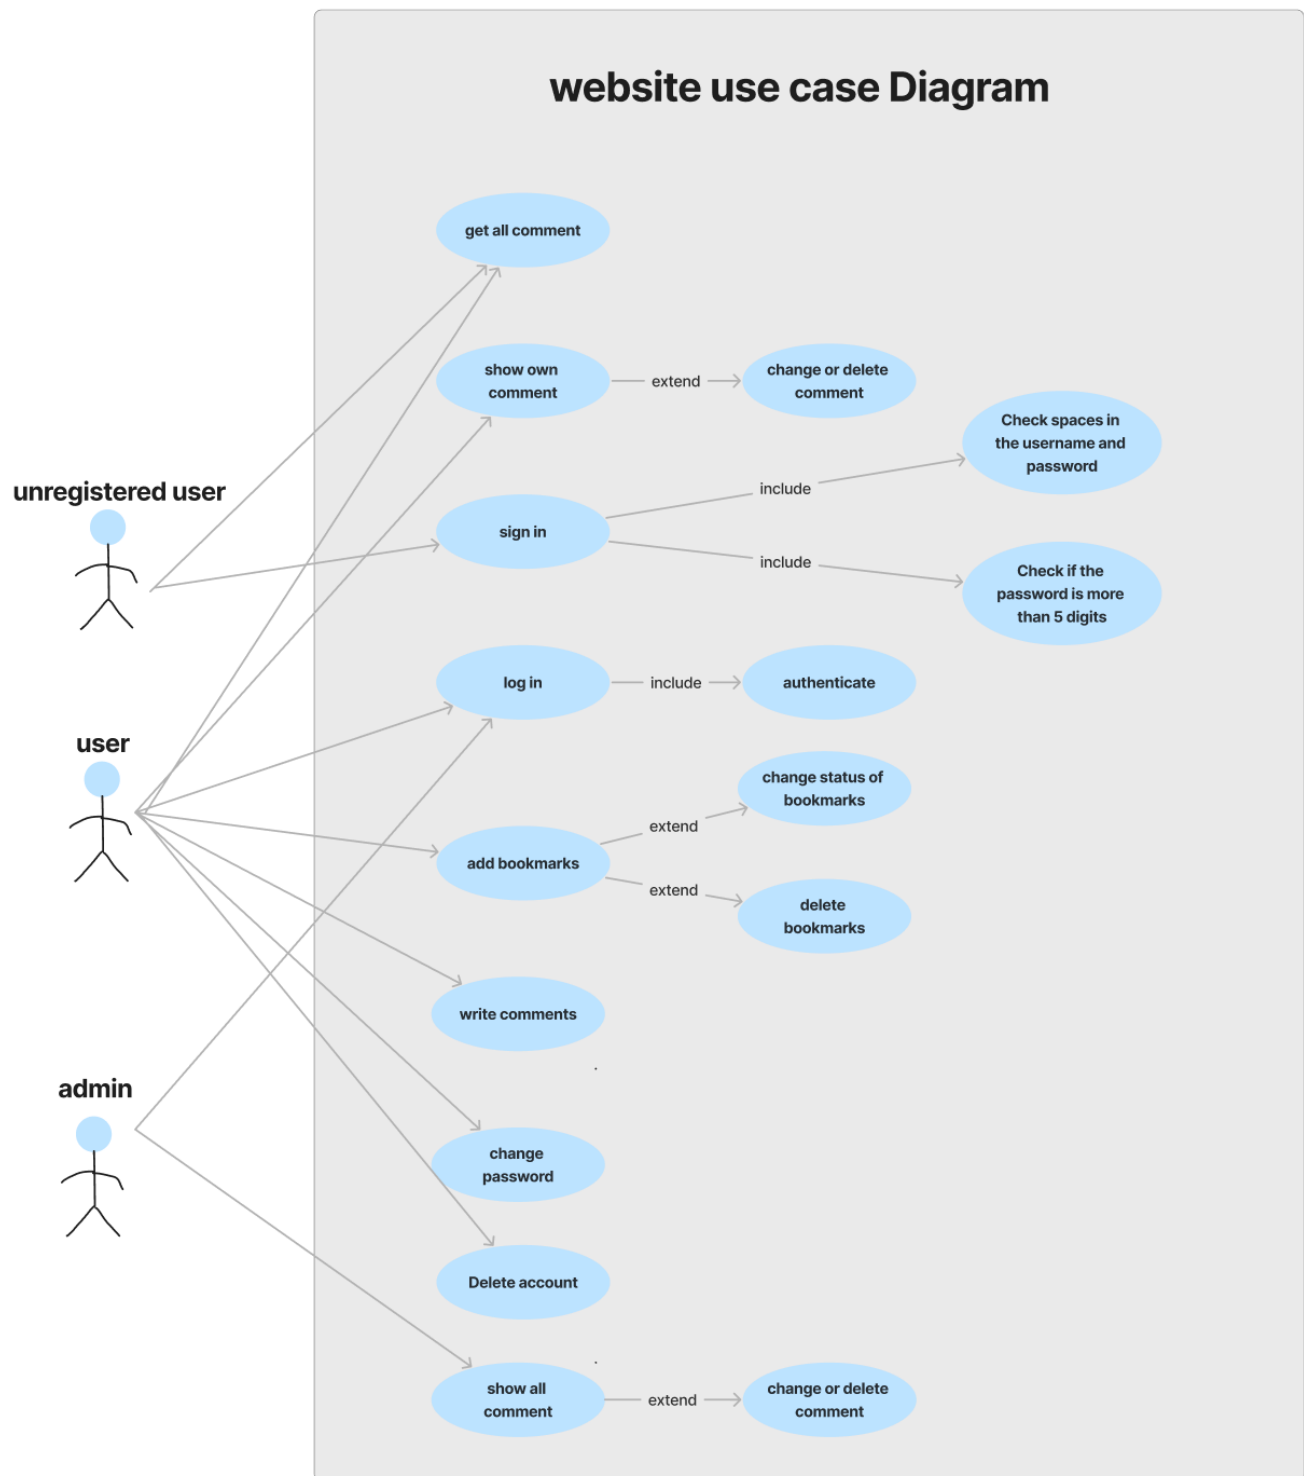 website use case Diagram
get all comment
show own
comment
extend
change or delete
comment
Check spaces in
the username and
password
unregistered user
include
sign in
include
Check if the
password is more
than 5 digits
log in
include
authenticate
user
change status of
bookmarks
extend
add bookmarks
extend
delete
bookmarks
write comments
admin
change
password
Delete account
show all
comment
extend
change or delete
comment